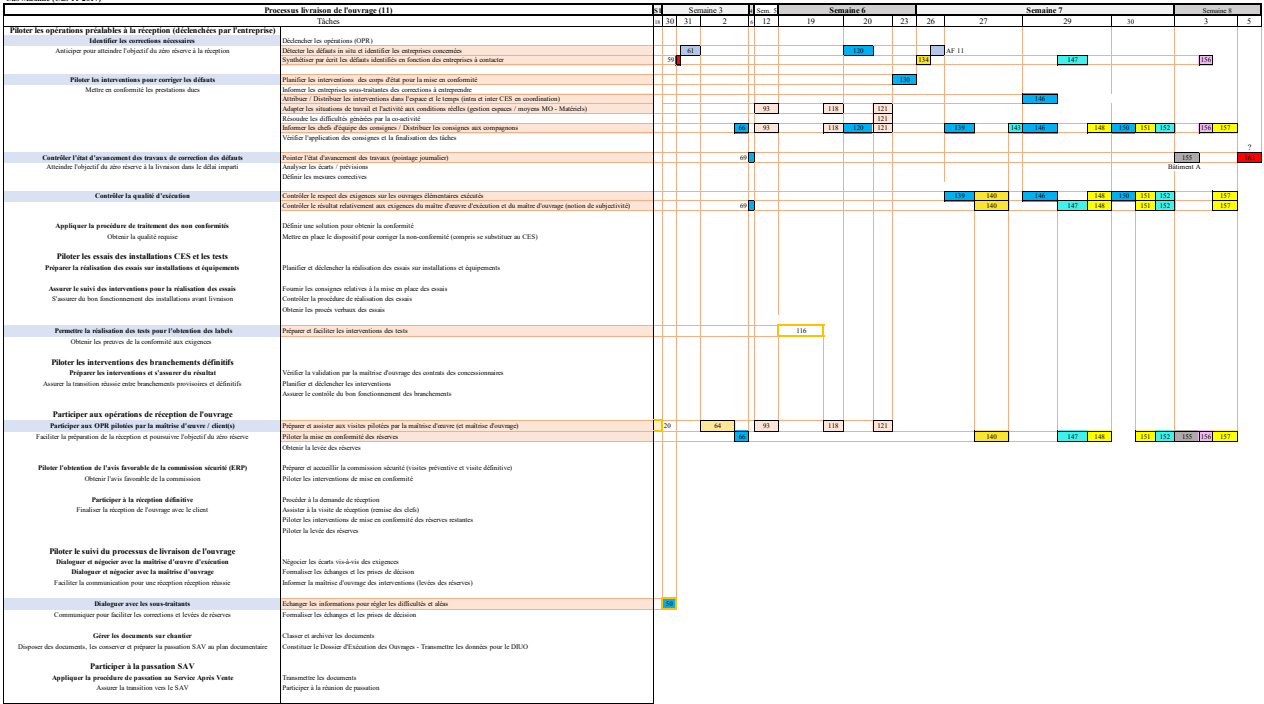 Processus livraison de l'ouvrage (11) S1 Semaine 3 Sem. 5 Semaine 6 Semaine 7 Semaine 8
Tâches 30 31 2 12 19 20 23 26 27 29 30 3 5
Piloter les opérations préalables à la réception (déclenchées par l'entreprise)
Identifier les corrections nécessaires Déclencher les opérations (OPR)
Anticiper pour atteindre l'objectif du zéro réserve à la réception Détecter les défauts in situ et identifier les entreprises concernées 61 120 AF 11
Synthétiser par écrit les défauts identifiés en fonction des entreprises à contacter 59 134 147 156
Piloter les interventions pour corriger les défauts Planifier les interventions des corps d'état pour la mise en conformité 130
Mettre en conformité les prestations dues Informer les entreprises sous-traitantes des corrections à entreprendre
Attribuer / Distribuer les interventions dans l'espace et le temps (intra et inter CES en coordination) 146
Adapter les situations de travail et l'activité aux conditions réelles (gestion espaces / moyens MO - Matériels) 93 118 121
Résoudre les difficultés générées par la co-activité 121
Informer les chefs d'équipe des consignes / Distribuer les consignes aux compagnons 66 93 118 120 121 139 143 146 148 150 151 152 156 157
Vérifier l'application des consignes et la finalisation des tâches
?
Contrôler l'état d'avancement des travaux de correction des défauts Pointer l'état d'avancement des travaux (pointage journalier) 69 155
Atteindre l'objectif du zéro réserve à la livraison dans le délai imparti Analyser les écarts / prévisions Bâtiment A
Définir les mesures correctives
Contrôler la qualité d'exécution Contrôler le respect des exigences sur les ouvrages élémentaires exécutés 139 140 146 148 150 151 152 157
Contrôler le résultat relativement aux exigences du maître d'œuvre d'exécution et du maître d'ouvrage (notion de subjectivité) 69 140 147 148 151 152 157
Appliquer la procédure de traitement des non conformités Définir une solution pour obtenir la conformité
Obtenir la qualité requise Mettre en place le dispositif pour corriger la non-conformité (compris se substituer au CES)
Piloter les essais des installations CES et les tests
Préparer la réalisation des essais sur installations et équipements Planifier et déclencher la réalisation des essais sur installations et équipements
Assurer le suivi des interventions pour la réalisation des essais Fournir les consignes relatives à la mise en place des essais
S'assurer du bon fonctionnement des installations avant livraison Contrôler la procédure de réalisation des essais
Obtenir les procès verbaux des essais
Permettre la réalisation des tests pour l'obtention des labels Préparer et faciliter les interventions des tests 116
Obtenir les preuves de la conformité aux exigences
Piloter les interventions des branchements définitifs
Préparer les interventions et s'assurer du résultat Vérifier la validation par la maîtrise d'ouvrage des contrats des concessionnaires
Assurer la transition réussie entre branchements provisoires et définitifs Planifier et déclencher les interventions
Assurer le contrôle du bon fonctionnement des branchements
Participer aux opérations de réception de l'ouvrage
Participer aux OPR pilotées par la maîtrise d'œuvre / client(s) Préparer et assister aux visites pilotées par la maîtrise d'œuvre (et maîtrise d'ouvrage) 20 64 93 118 121
Faciliter la préparation de la réception et poursuivre l'objectif du zéro réserve Piloter la mise en conformité des réserves 66 140 147 148 151 152 155 156 157
Obtenir la levée des réserves
Piloter l'obtention de l'avis favorable de la commission sécurité (ERP) Préparer et accueillir la commission sécurité (visites préventive et visite définitive)
Obtenir l'avis favorable de la commission Piloter les interventions de mise en conformité
Participer à la réception définitive Procéder à la demande de réception
Finaliser la réception de l'ouvrage avec le client Assister à la visite de réception (remise des clefs)
Piloter les interventions de mise en conformité des réserves restantes
Piloter la levée des réserves
Piloter le suivi du processus de livraison de l'ouvrage
Dialoguer et négocier avec la maîtrise d'œuvre d'exécution Négocier les écarts vis-à-vis des exigences
Dialoguer et négocier avec la maîtrise d'ouvrage Formaliser les échanges et les prises de décison
Faciliter la communication pour une réception réception réussie Informer la maîtrise d'ouvrage des interventions (levées des réserves)
Dialoguer avec les sous-traitants Echanger les informations pour régler les difficultés et aléas 50
Communiquer pour faciliter les corrections et levées de réserves Formaliser les échanges et les prises de décision
Gérer les documents sur chantier Classer et archiver les documents
Disposer des documents, les conserver et préparer la passation SAV au plan documentaire Constituer le Dossier d'Exécution des Ouvrages - Transmettre les données pour le DIUO
Participer à la passation SAV
Appliquer la procédure de passation au Service Après Vente Transmettre les documents
Assurer la transition vers le SAV Participer à la réunion de passation